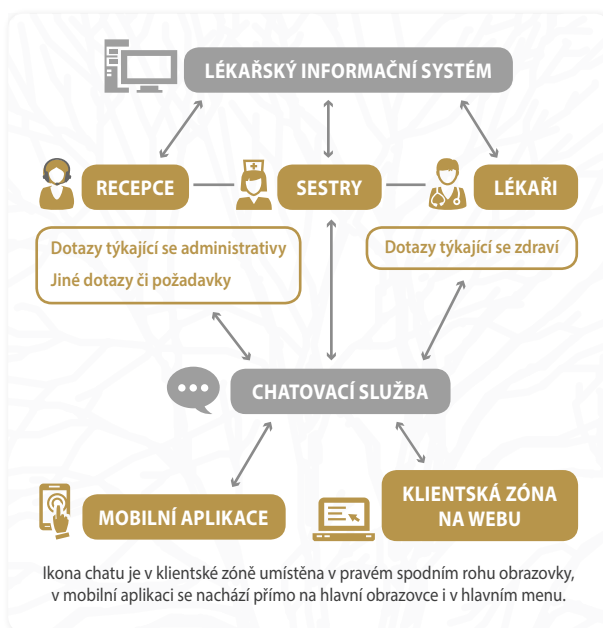 LÉKAŘSKÝ INFORMAČNÍ SYSTÉM
RECEPCE
SESTRY
LÉKAŘI
Dotazy týkající se administrativy
Jiné dotazy či požadavky
Dotazy týkající se zdraví
CHATOVACÍ SLUŽBA
MOBILNÍ APLIKACE
KLIENTSKÁ ZÓNA
NA WEBU
Ikona chatu je v klientské zóně umístěna v pravém spodním rohu obrazovky,
v mobilní aplikaci se nachází přímo na hlavní obrazovce i v hlavním menu.